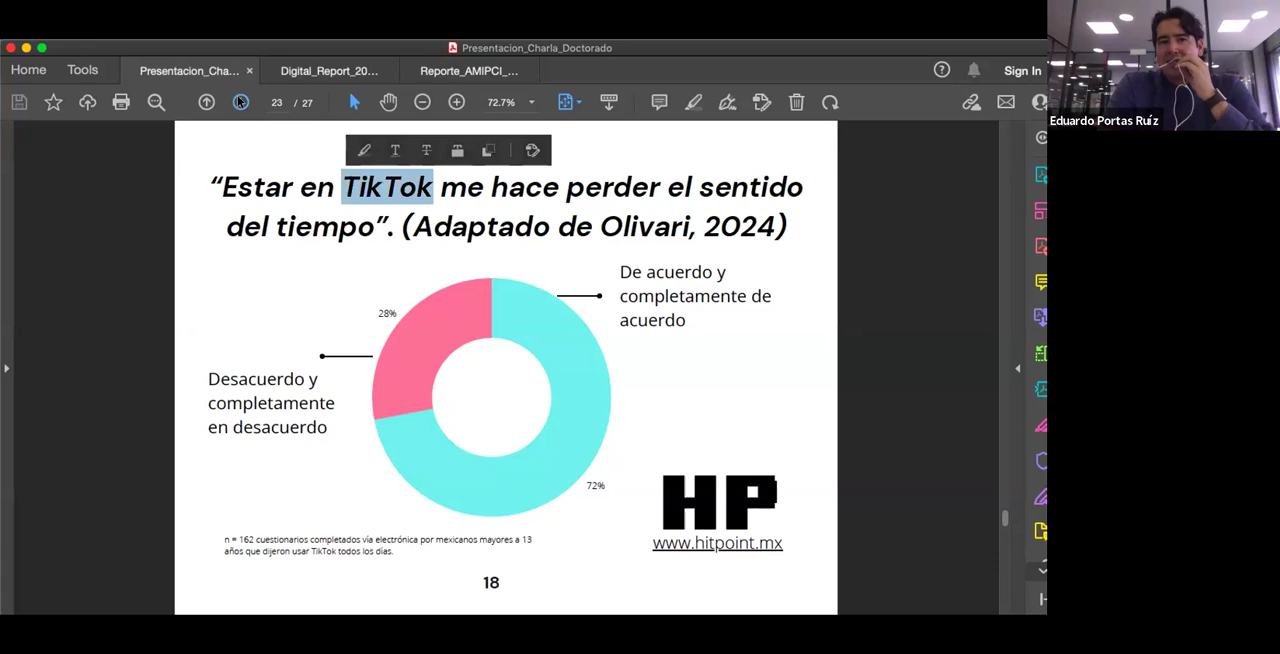 Presentacion_Charla_Doctorado
Home
Tools
Presentacion_Cha...
Digital_Report_20...
Reporte_AMIPCI_...
Sign In
23 / 27
72.7%
Eduardo Portas Ruíz
“Estar en TikTok me hace perder el sentido
del tiempo”. (Adaptado de Olivari, 2024)
De acuerdo y
completamente de
acuerdo
28%
Desacuerdo y
completamente
en desacuerdo
72%
HP
www.hitpoint.mx
n = 162 cuestionarios completados vía electrónica por mexicanos mayores a 13
años que dijeron usar TikTok todos los días.
18